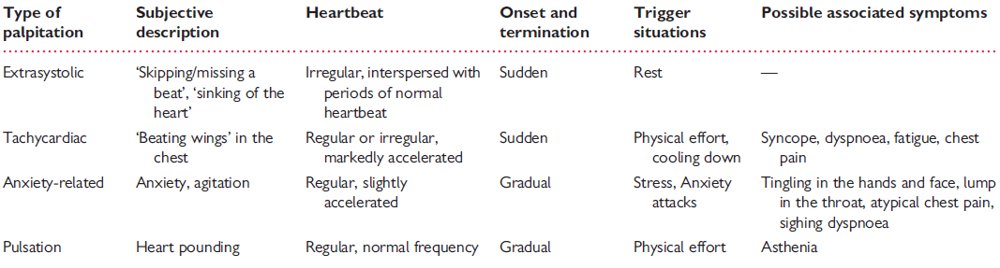 Type of palpitation Subjective description Heartbeat Onset and termination Trigger situations Possible associated symptoms
Extrasystolic ‘Skipping/missing a beat’, ‘sinking of the heart’ Irregular, interspersed with periods of normal heartbeat Sudden Rest —
Tachycardiac ‘Beating wings’ in the chest Regular or irregular, markedly accelerated Sudden Physical effort, cooling down Syncope, dyspnoea, fatigue, chest pain
Anxiety-related Anxiety, agitation Regular, slightly accelerated Gradual Stress, Anxiety attacks Tingling in the hands and face, lump in the throat, atypical chest pain, sighing dyspnoea
Pulsation Heart pounding Regular, normal frequency Gradual Physical effort Asthenia